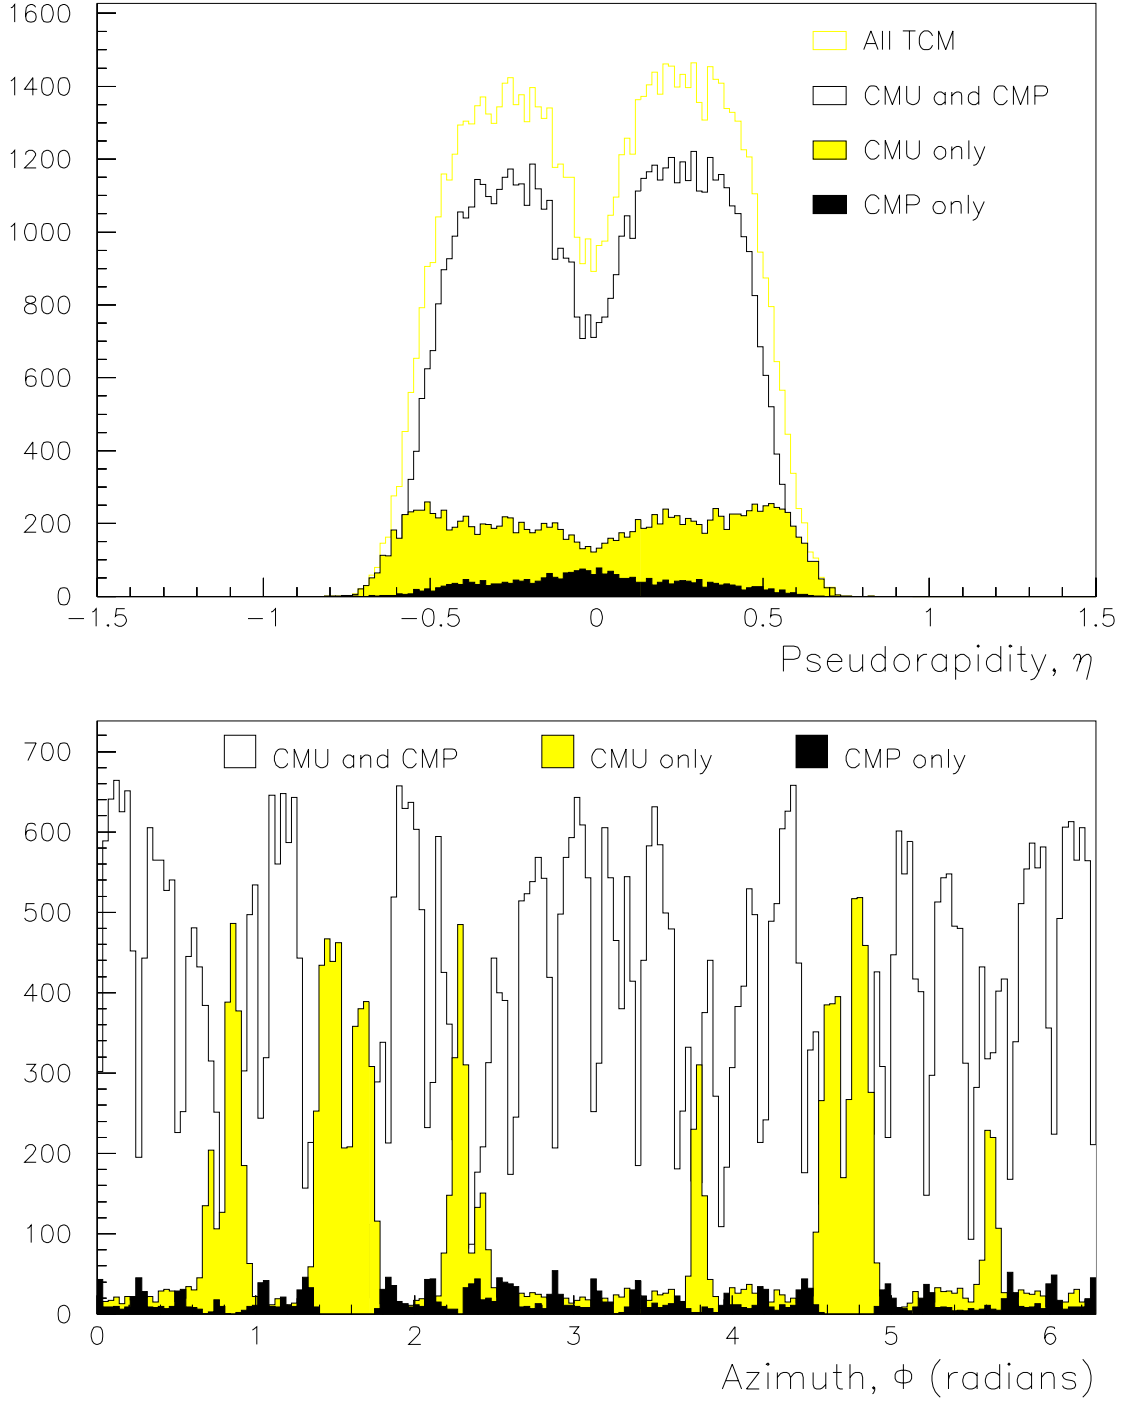 1600
All TCM
1400
CMU and CMP
1200
CMU only
CMP only
1000
800
600
400
200
0
−1.5 −1 −0.5 0 0.5 1 1.5
Pseudorapidity, η
700
CMU and CMP CMU only CMP only
600
500
400
300
200
100
0
0 1 2 3 4 5 6
Azimuth, Φ (radians)